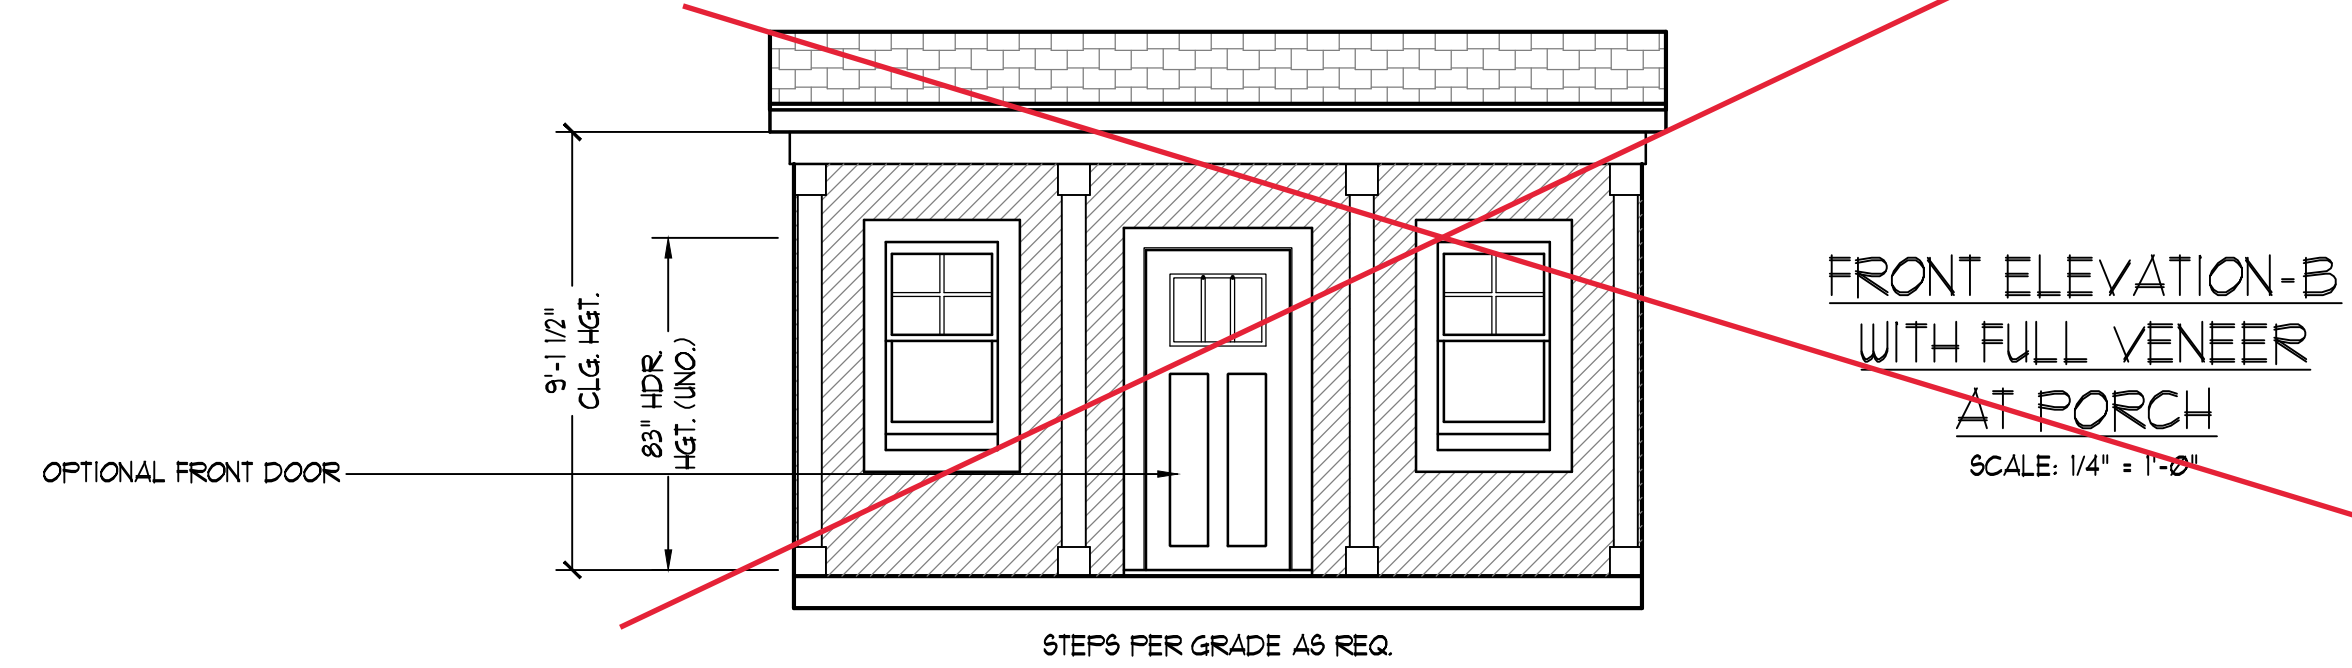 9'-1 1/2"
CLG. HGT.
83" HDR.
HGT. (UNO.)
OPTIONAL FRONT DOOR
FRONT ELEVATION-B
WITH FULL VENEER
AT PORCH
SCALE: 1/4" = 1'-0"
STEPS PER GRADE AS REQ.